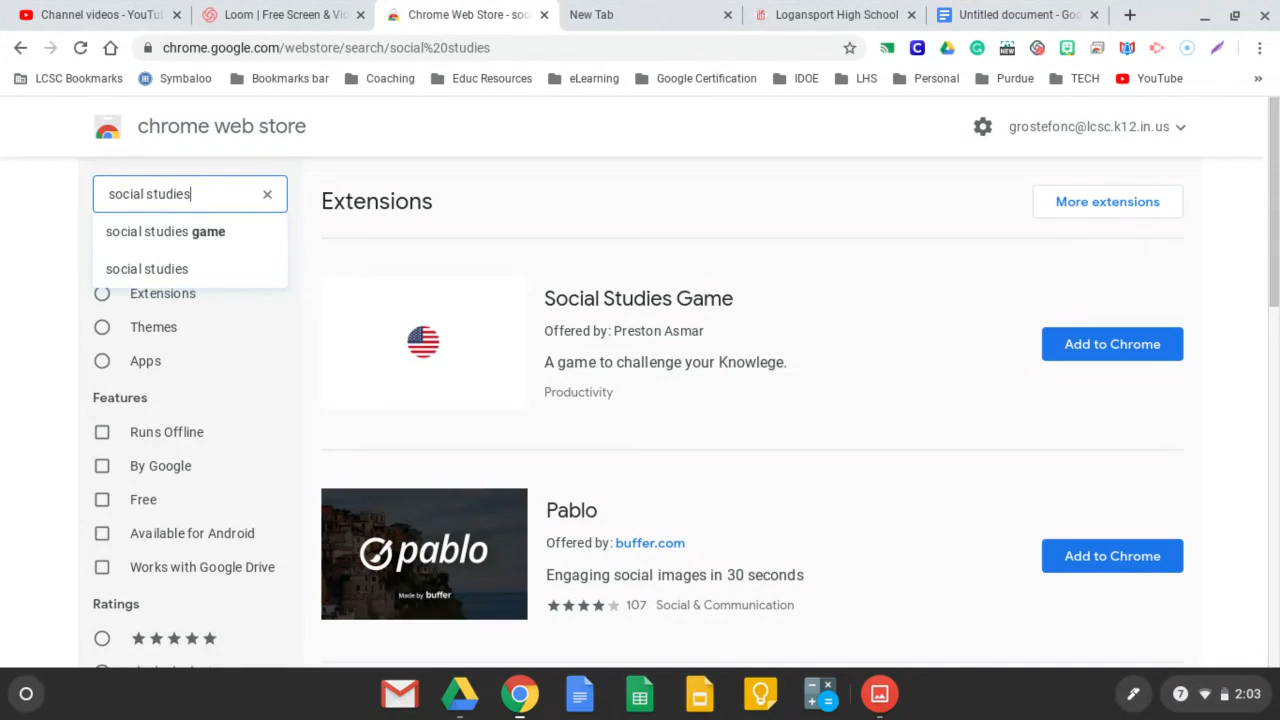 Channel videos - YouTu
Loom | Free Screen & Vi
Chrome Web Store - soc
New Tab
Logansport High School
Untitled document - Goo
chrome.google.com/webstore/search/social%20studies
LCSC Bookmarks
Symbaloo
Bookmarks bar
Coaching
Educ Resources
eLearning
Google Certification
IDOE
LHS
Personal
Purdue
TECH
YouTube
»
chrome web store
grostefonc@lcsc.k12.in.us
social studies
social studies game
social studies
Extensions
Themes
Apps
Features
Runs Offline
By Google
Free
Available for Android
Works with Google Drive
Ratings
Extensions
More extensions
Social Studies Game
Offered by: Preston Asmar
A game to challenge your Knowlege.
Productivity
Add to Chrome
pablo
Made by buffer
Pablo
Offered by: buffer.com
Engaging social images in 30 seconds
107 Social & Communication
Add to Chrome
7
2:03